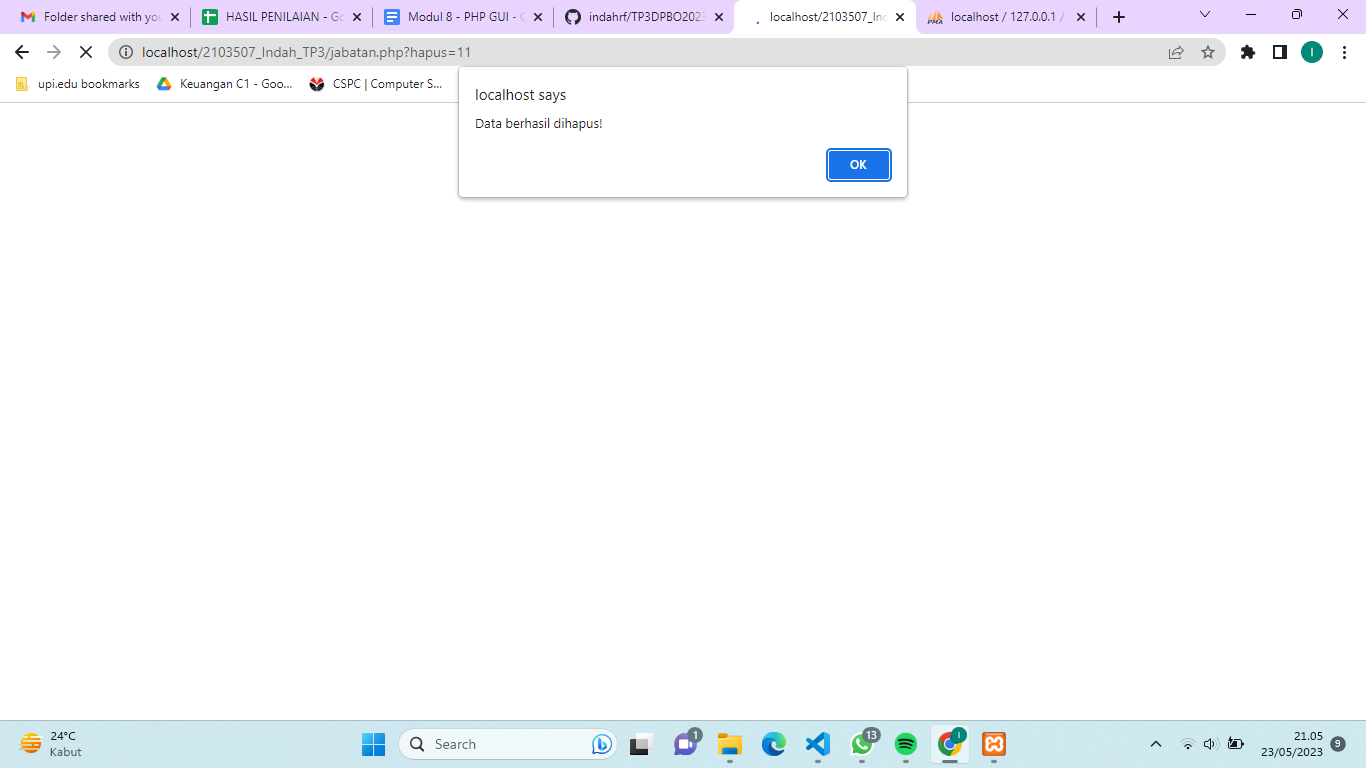 Folder shared with you
HASIL PENILAIAN - Go
Modul 8 - PHP GUI - G
indahrf/TP3DPBO2023
localhost/2103507_Ind
PMA
localhost / 127.0.0.1 /
localhost/2103507_Indah_TP3/jabatan.php?hapus=11
I
upi.edu bookmarks
Keuangan C1 - Goo...
CSPC | Computer S...
localhost says
Data berhasil dihapus!
OK
24°C
Kabut
Search
1
13
I
21.05
23/05/2023
9